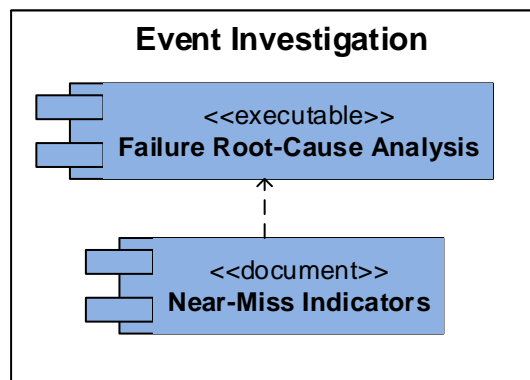 Event Investigation
<<executable>>
Failure Root-Cause Analysis
<<document>>
Near-Miss Indicators